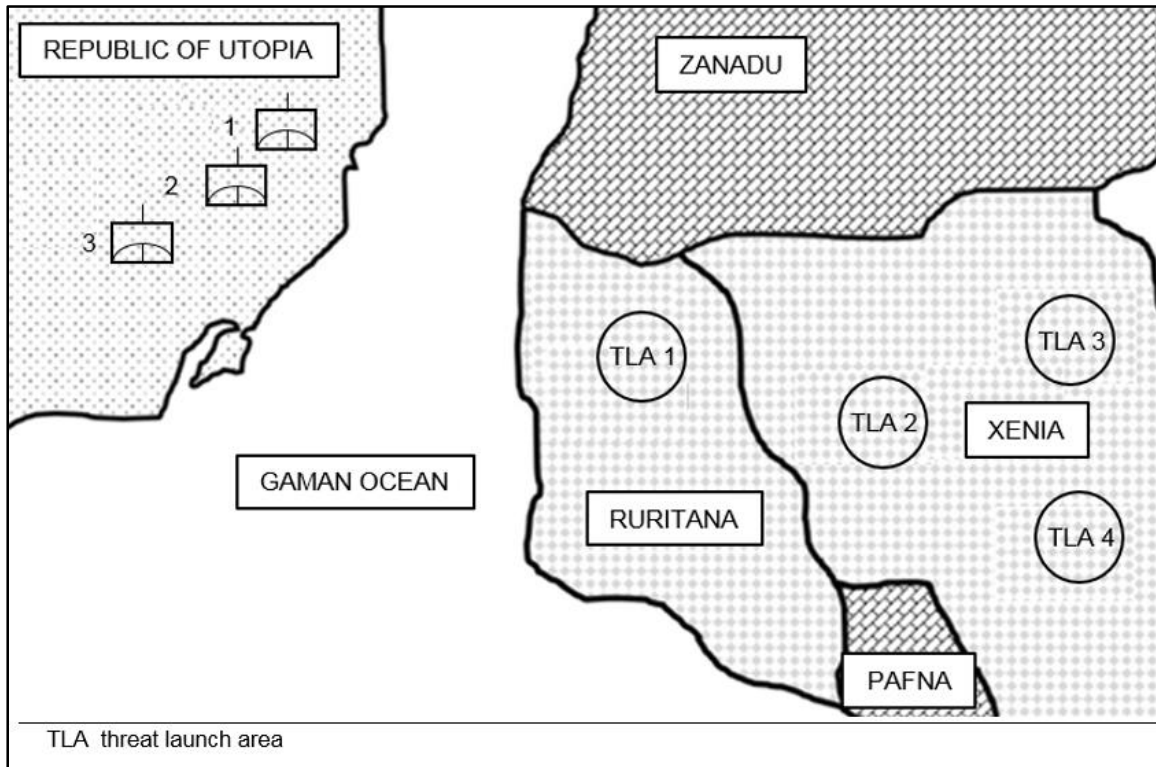 REPUBLIC OF UTOPIA
ZANADU
1
2
3
TLA 1
TLA 3
TLA 2
XENIA
GAMAN OCEAN
RURITANA
TLA 4
PAFNA
TLA threat launch area